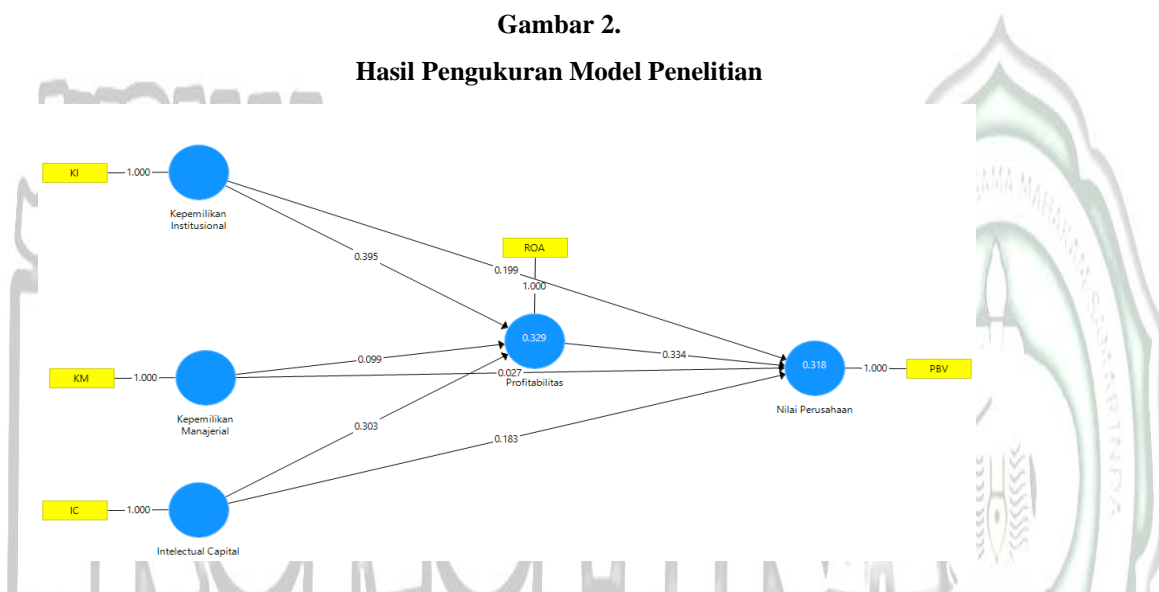 Gambar 2.
Hasil Pengukuran Model Penelitian
KI
1.000
Kepemilikan
Institusional
0.395
0.199
ROA
1.000
0.329
Profitabilitas
KM
1.000
Kepemilikan
Manajerial
0.099
0.027
0.334
0.318
Nilai Perusahaan
1.000
PBV
0.303
0.183
IC
1.000
Intelectual Capital
MAHAKAM SAMARINDA